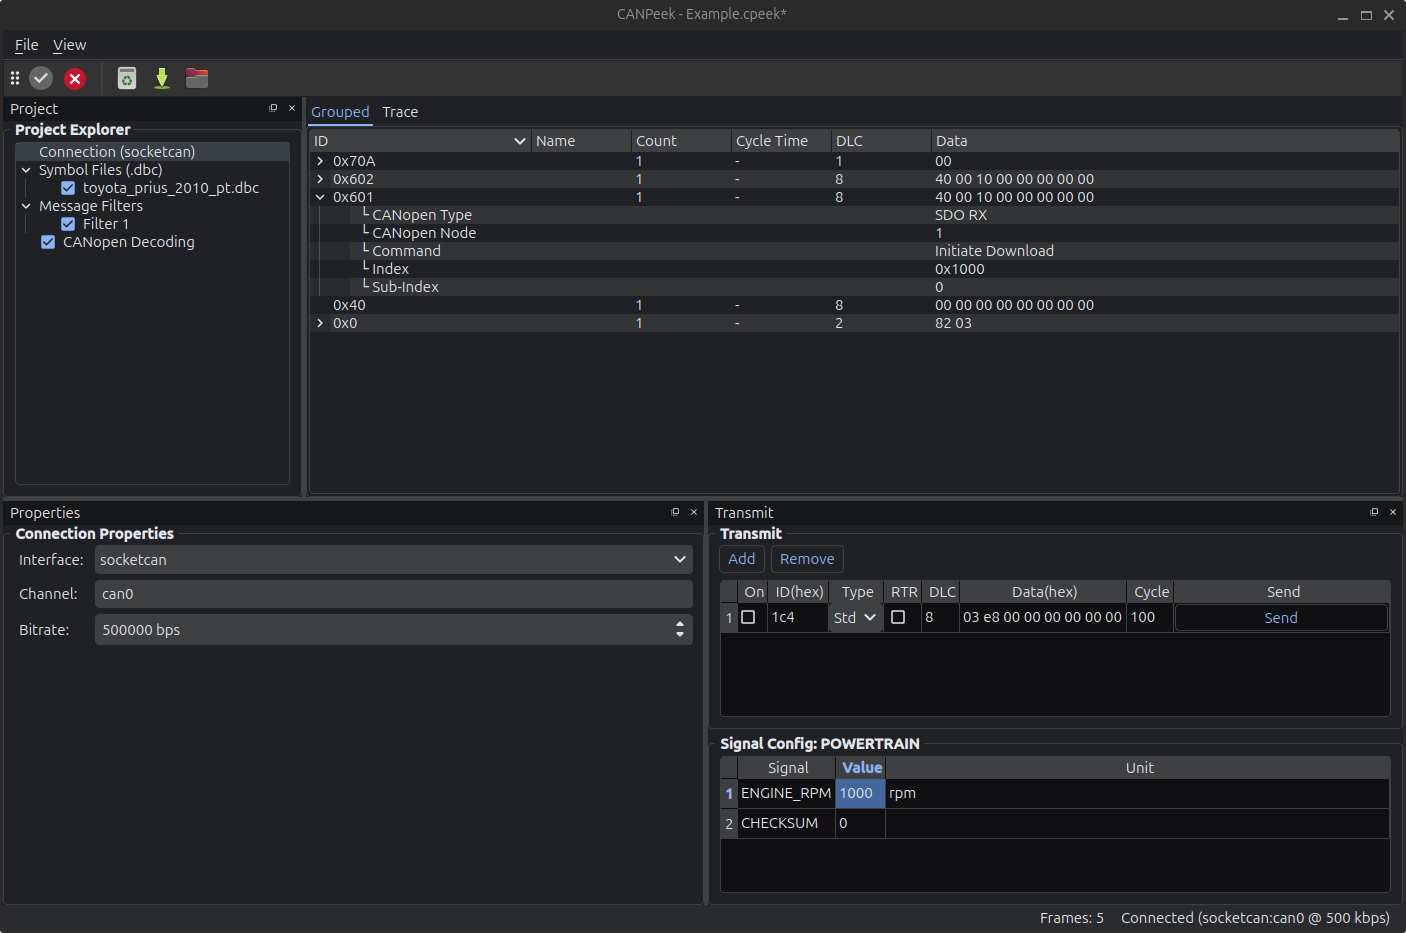 CANPeek - Example.cpeek*
File View
Project
Project Explorer
Connection (socketcan)
Symbol Files (.dbc)
toyota_prius_2010_pt.dbc
Message Filters
Filter 1
CANopen Decoding
Grouped Trace
ID Name Count Cycle Time DLC Data
0x70A 1 - 1 00
0x602 1 - 8 40 00 10 00 00 00 00 00
0x601 1 - 8 40 00 10 00 00 00 00 00
CANopen Type SDO RX
CANopen Node 1
Command Initiate Download
Index 0x1000
Sub-Index 0
0x40 1 - 8 00 00 00 00 00 00 00 00
0x0 1 - 2 82 03
Properties
Connection Properties
Interface: socketcan
Channel: can0
Bitrate: 500000 bps
Transmit
Transmit
Add Remove
On ID(hex) Type RTR DLC Data(hex) Cycle Send
1 1c4 Std 8 03 e8 00 00 00 00 00 00 100 Send
Signal Config: POWERTRAIN
Signal Value Unit
1 ENGINE_RPM 1000 rpm
2 CHECKSUM 0
Frames: 5 Connected (socketcan:can0 @ 500 kbps)